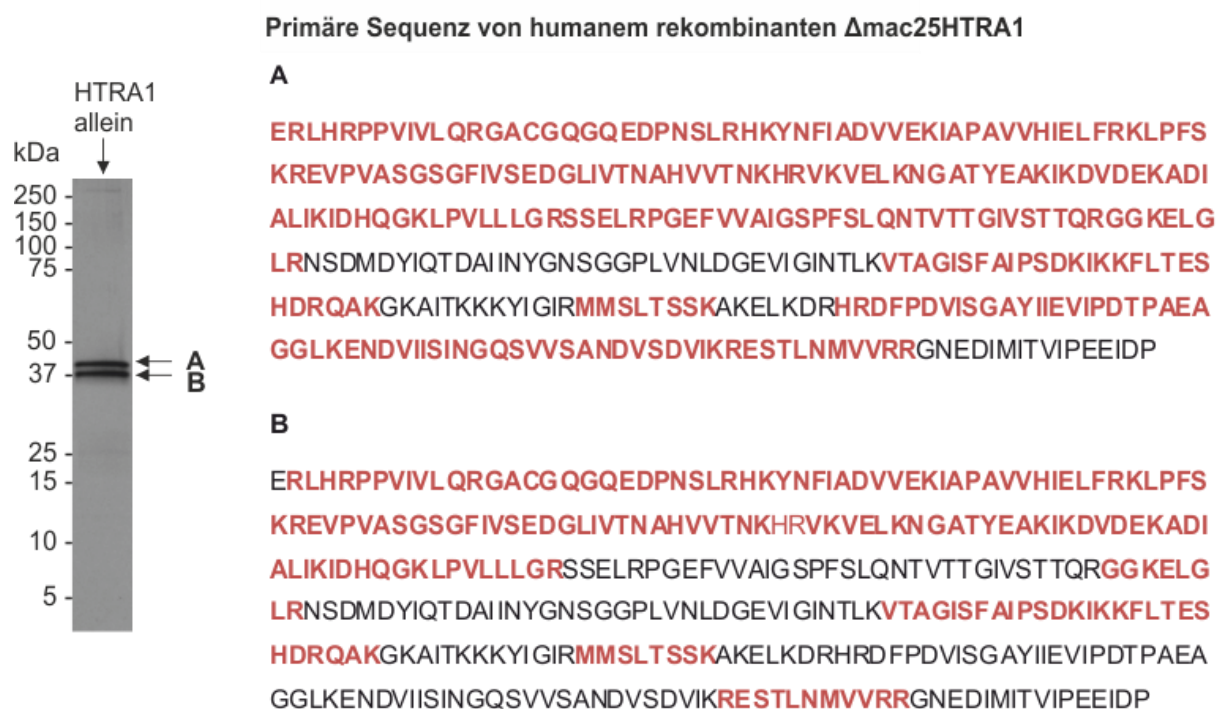 Primäre Sequenz von humanem rekombinanten Δmac25HTRA1
HTRA1
allein
kDa
250
150
100
75
50
37
25
15
10
5
A
B
A
ERLHRPPVIVLQRGACGQGQEDPNSLRHKYNFIADVVEKIAPAVVHIELFRKLPFS
KREVPVASGSGFIVSEDGLIVTNAHVVTNKHRVKVELKNGATYEAKIKDVDEKADI
ALIKIDHQGKLPVLLLGRSSELRPGEFVVAIGSPFSLQNTVTTGIVSTTQRGGKELG
LRNSDMDYIQTDAIINYGNSGGPLVNLDGEVIGINTLKVTAGISFAIPSDKIKKFLTES
HDRQAKGKAITKKKYIGIRMMSLTSSKAKELKDRHRDFPDVISGAYIIEVIPDTPAEA
GGLKENDVIISINGQSVVSANDVSDVIKRESTLNMVVRRGNEDIMITVIPEEIDP
B
ERLHRPPVIVLQRGACGQGQEDPNSLRHKYNFIADVVEKIAPAVVHIELFRKLPFS
KREVPVASGSGFIVSEDGLIVTNAHVVTNKHRVKVELKNGATYEAKIKDVDEKADI
ALIKIDHQGKLPVLLLGRSSELRPGEFVVAIGSPFSLQNTVTTGIVSTTQRGGKELG
LRNSDMDYIQTDAIINYGNSGGPLVNLDGEVIGINTLKVTAGISFAIPSDKIKKFLTES
HDRQAKGKAITKKKYIGIRMMSLTSSKAKELKDRHRDFPDVISGAYIIEVIPDTPAEA
GGLKENDVIISINGQSVVSANDVSDVIKRESTLNMVVRRGNEDIMITVIPEEIDP